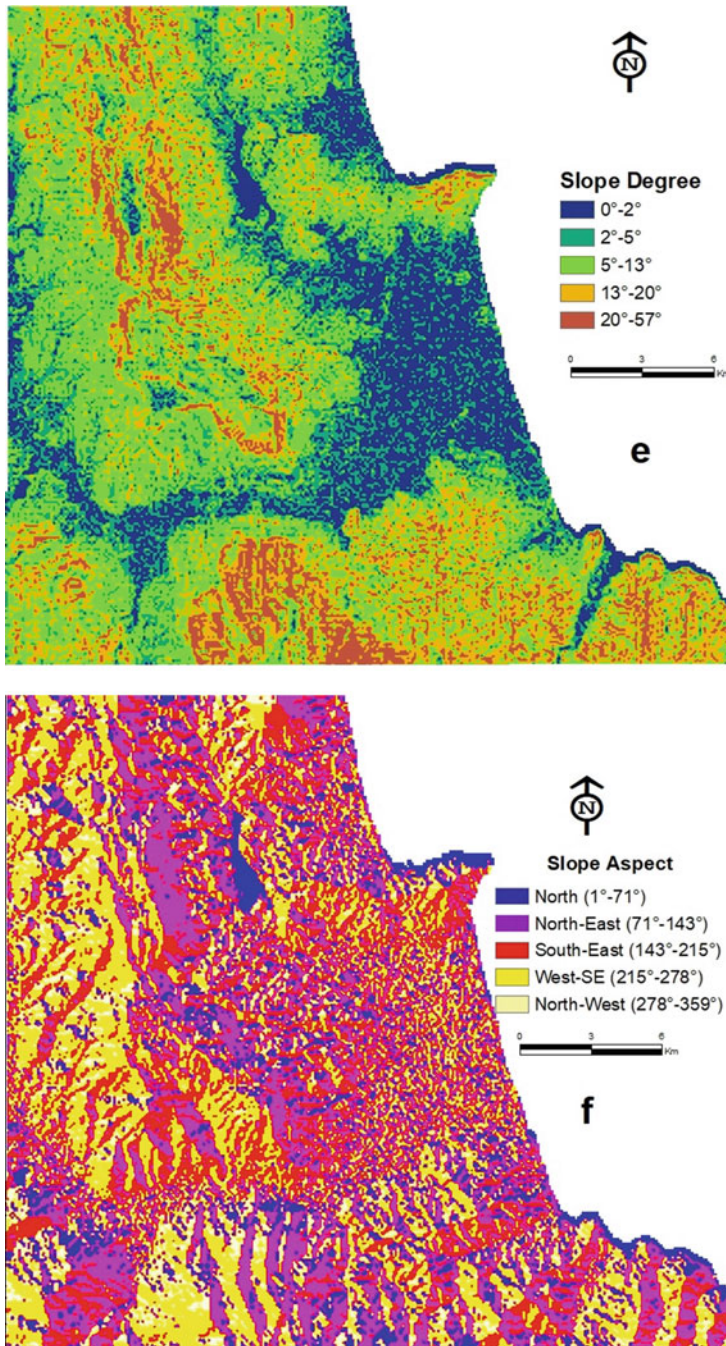 N
Slope Degree
0°-2°
2°-5°
5°-13°
13°-20°
20°-57°
0 3 6
Km
e
N
Slope Aspect
North (1°-71°)
North-East (71°-143°)
South-East (143°-215°)
West-SE (215°-278°)
North-West (278°-359°)
0 3 6
Km
f